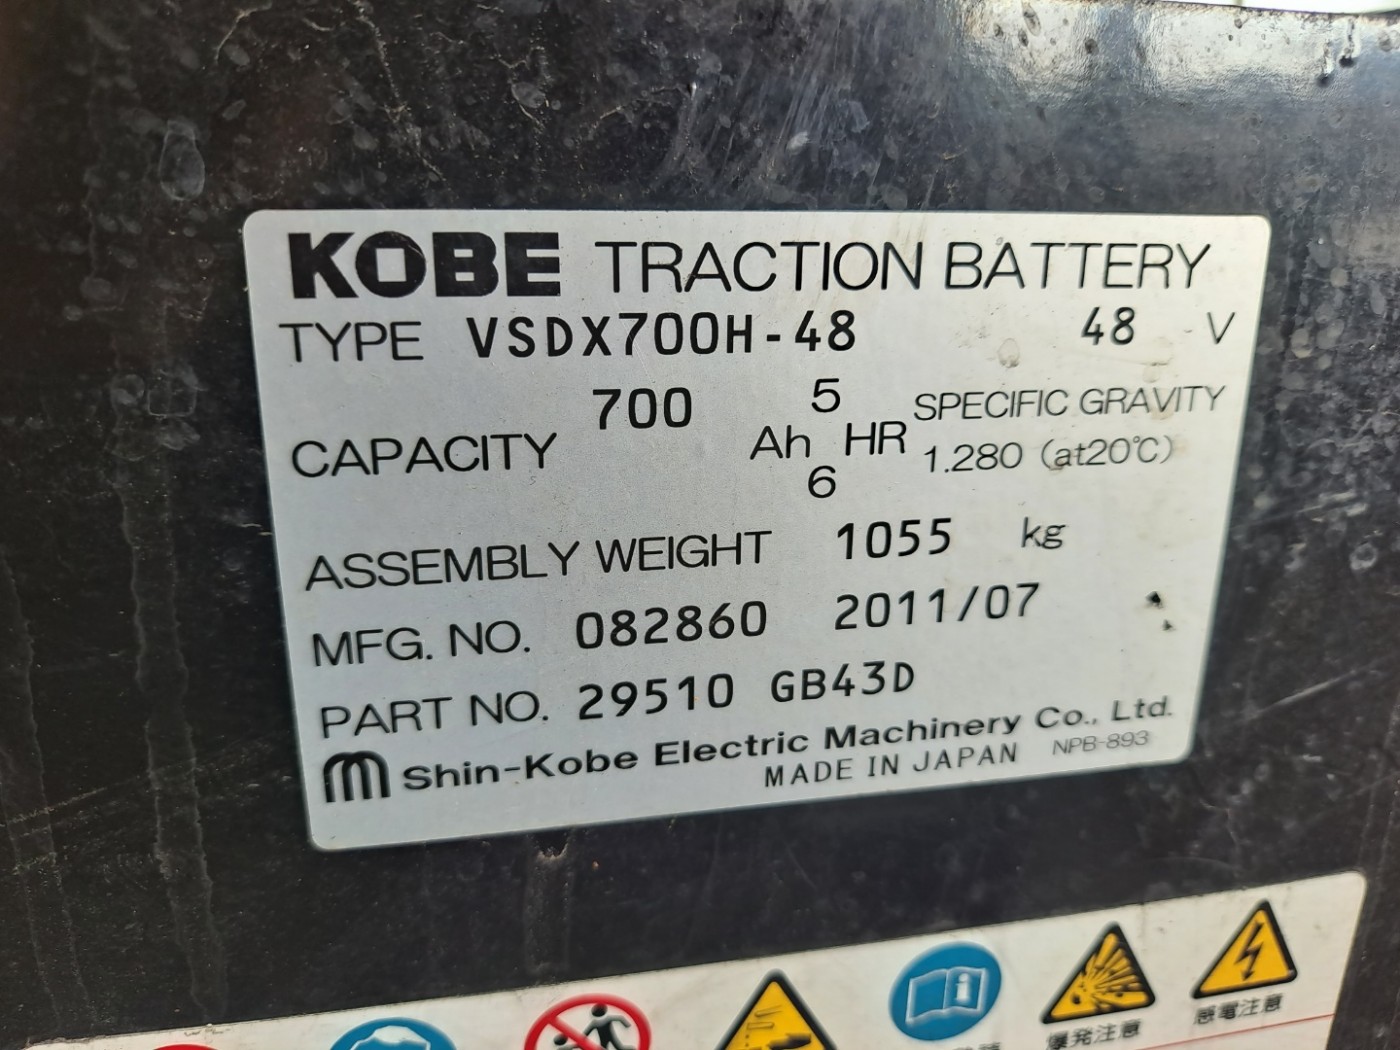 KOBE TRACTION BATTERY
TYPE VSDX700H-48 48 V
CAPACITY 700 Ah 5 HR SPECIFIC GRAVITY
6 1.280 (at20℃)
ASSEMBLY WEIGHT 1055 kg
MFG. NO. 082860 2011/07
PART NO. 29510 GB43D
Shin-Kobe Electric Machinery Co., Ltd.
MADE IN JAPAN NPB-893
爆発注意
感電注意